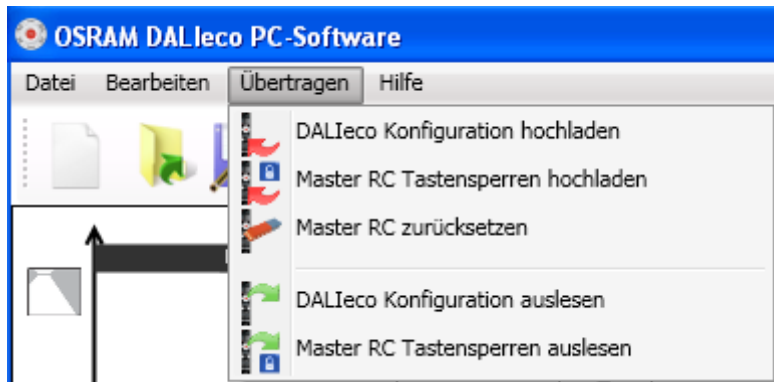 OSRAM DALIeco PC-Software
Datei Bearbeiten Übertragen Hilfe
DALIeco Konfiguration hochladen
Master RC Tastensperren hochladen
Master RC zurücksetzen
DALIeco Konfiguration auslesen
Master RC Tastensperren auslesen